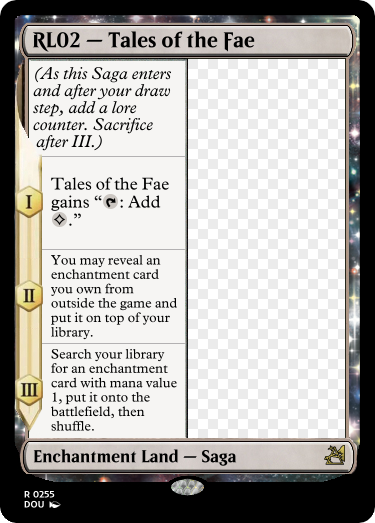 RL02 — Tales of the Fae
(As this Saga enters
and after your draw
step, add a lore
counter. Sacrifice
after III.)
I
Tales of the Fae
gains “: Add
.”
II
You may reveal an
enchantment card
you own from
outside the game and
put it on top of your
library.
III
Search your library
for an enchantment
card with mana value
1, put it onto the
battlefield, then
shuffle.
Enchantment Land — Saga
R 0255
DOU